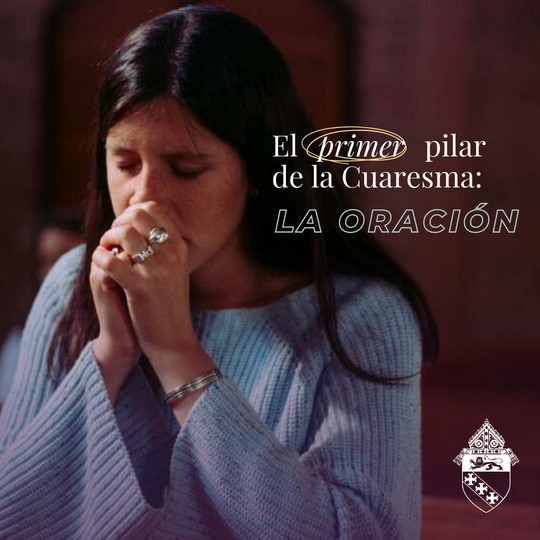 El primer pilar
de la Cuaresma:
LA ORACIÓN